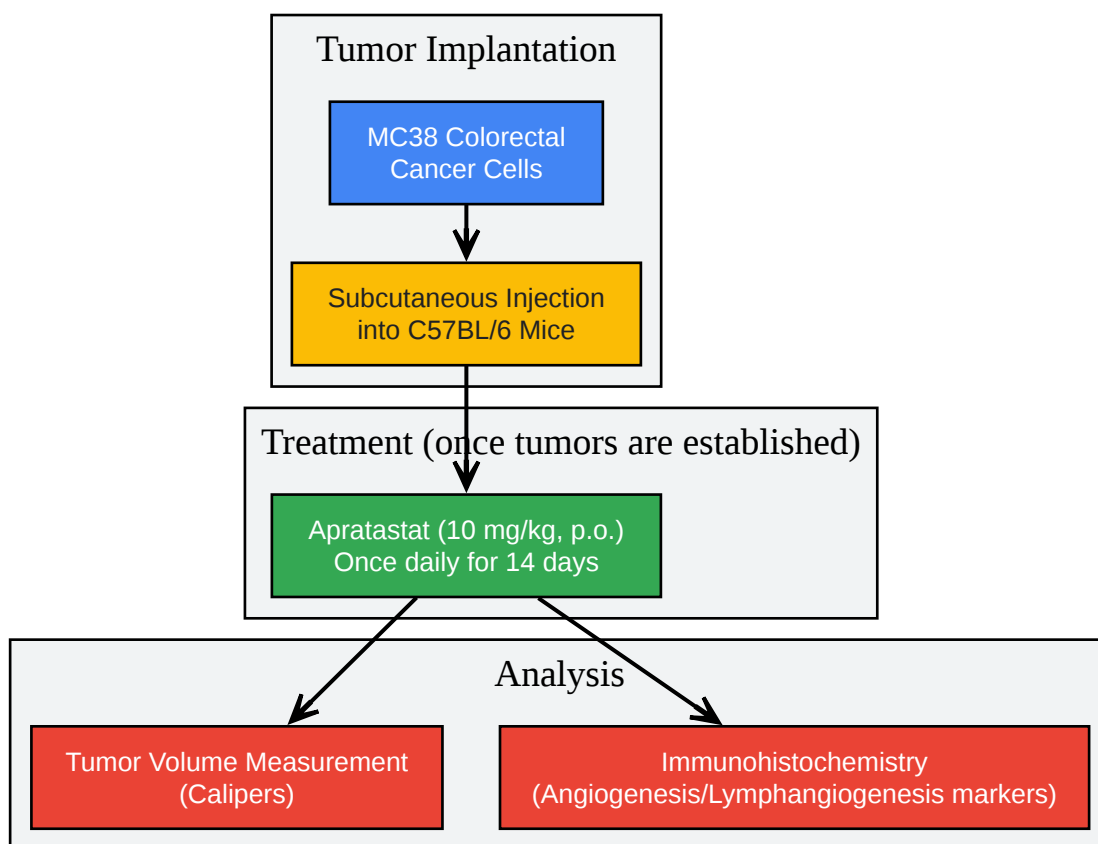 Tumor Implantation
MC38 Colorectal
Cancer Cells
Subcutaneous Injection
into C57BL/6 Mice
Treatment (once tumors are established)
Apratastat (10 mg/kg, p.o.)
Once daily for 14 days
Analysis
Tumor Volume Measurement
(Calipers)
Immunohistochemistry
(Angiogenesis/Lymphangiogenesis markers)